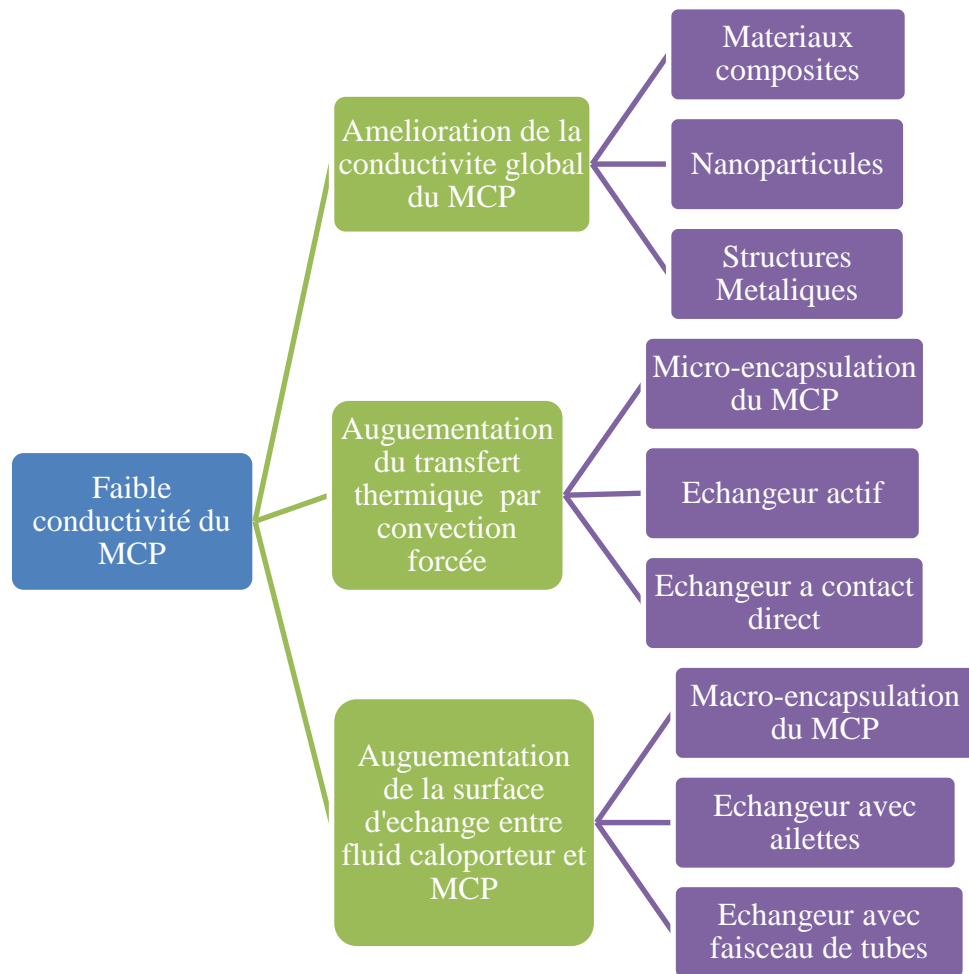 Faible
conductivité du
MCP
Amelioration de la
conductivite global
du MCP
Materiaux
composites
Nanoparticules
Structures
Metaliques
Auguementation
du transfert
thermique par
convection
forcée
Micro-encapsulation
du MCP
Echangeur actif
Echangeur a contact
direct
Auguementation
de la surface
d'echange entre
fluid caloporteur et
MCP
Macro-encapsulation
du MCP
Echangeur avec
ailettes
Echangeur avec
faisceau de tubes